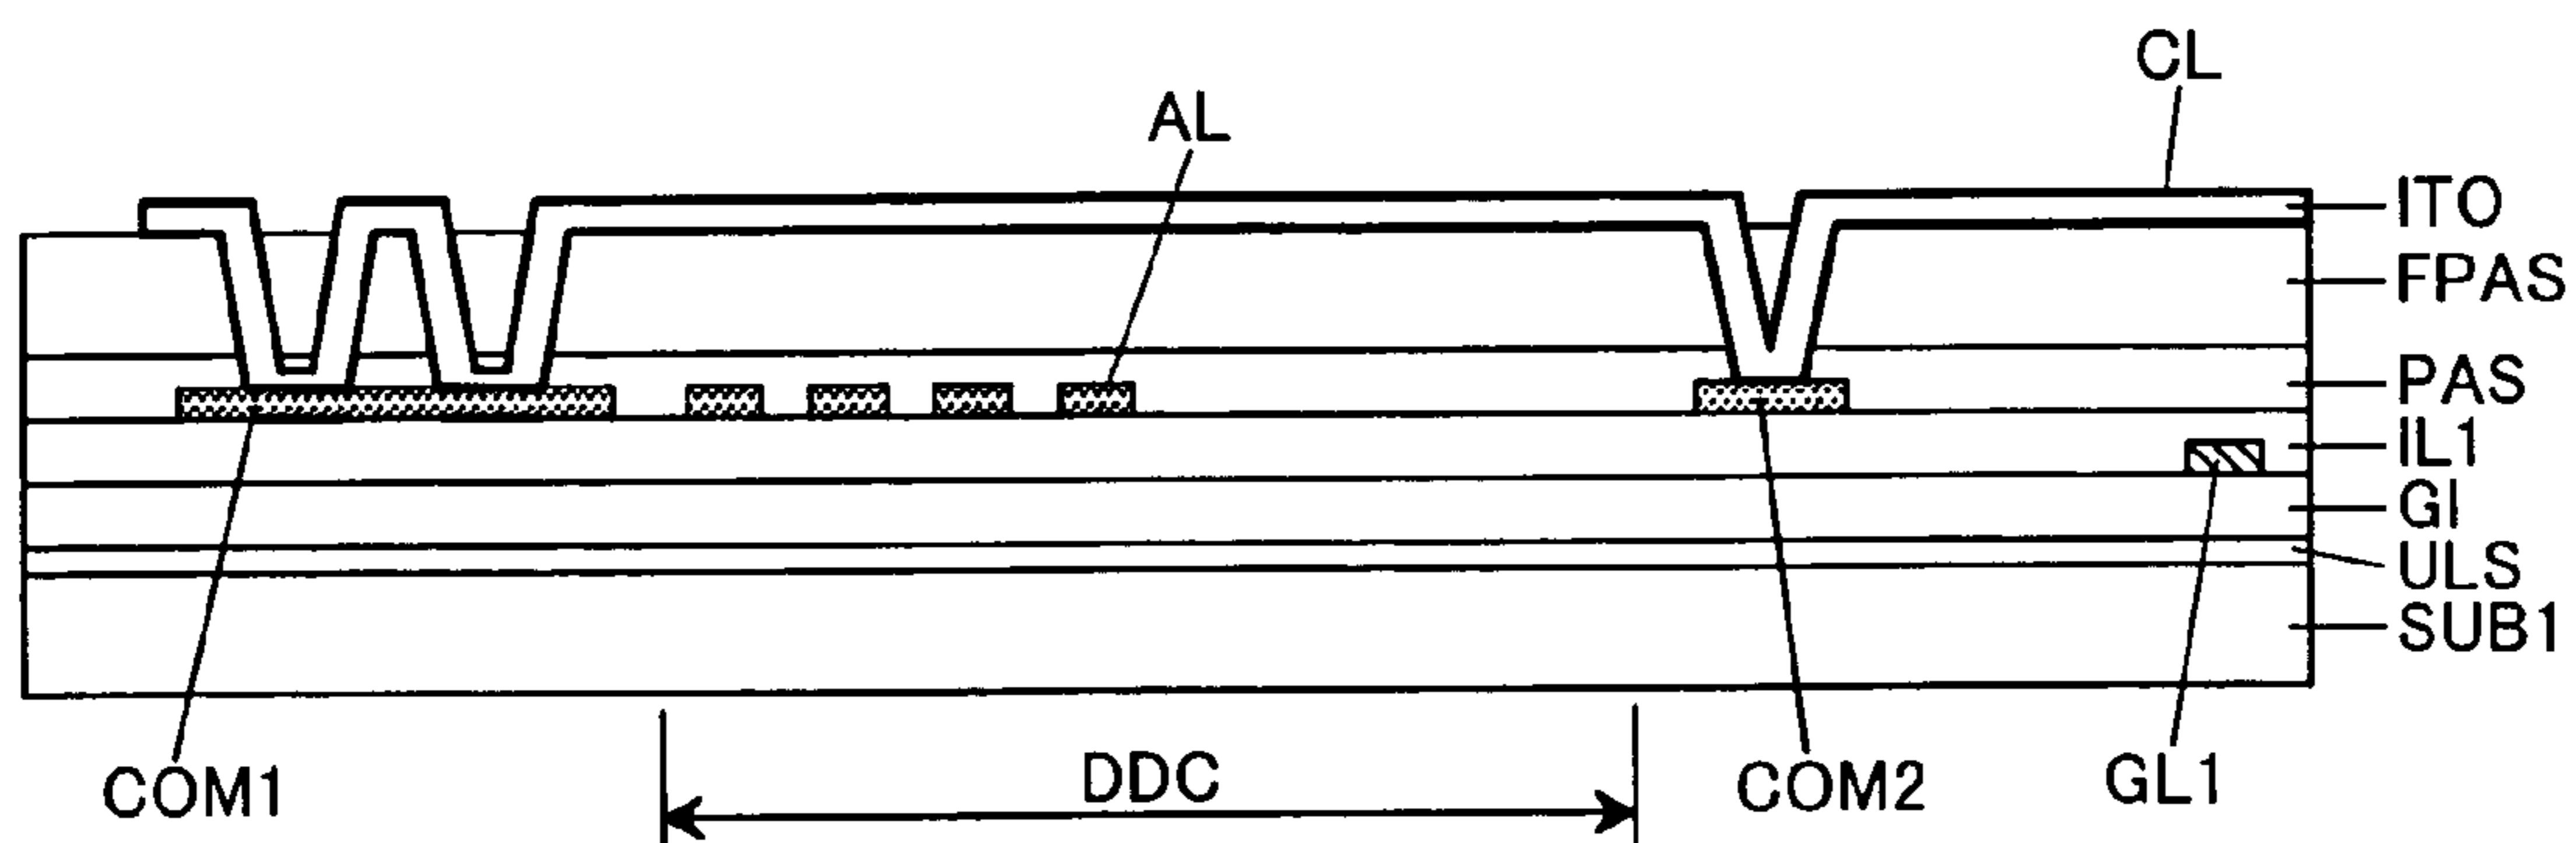 CL
AL
ITO
FPAS
PAS
IL1
GI
ULS
SUB1
COM1
DDC
COM2
GL1